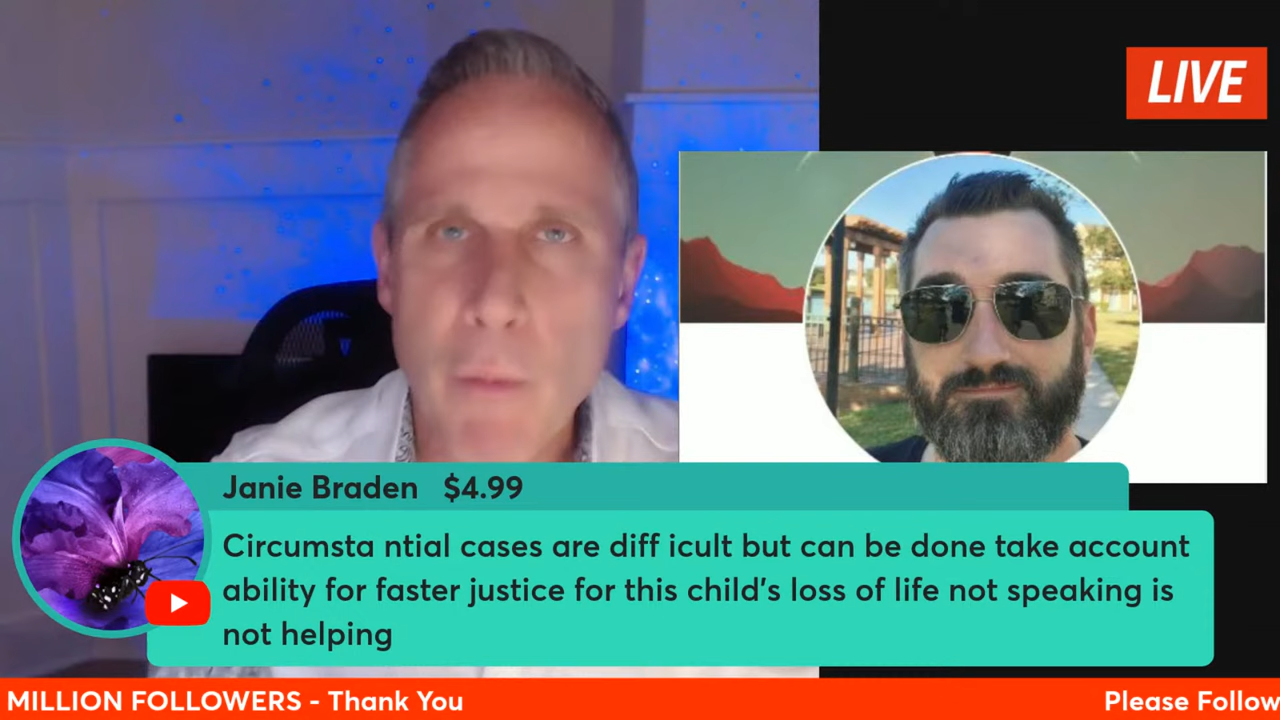 LIVE
Janie Braden $4.99
Circumsta ntial cases are diff icult but can be done take account
ability for faster justice for this child's loss of life not speaking is
not helping
MILLION FOLLOWERS - Thank You
Please Follow